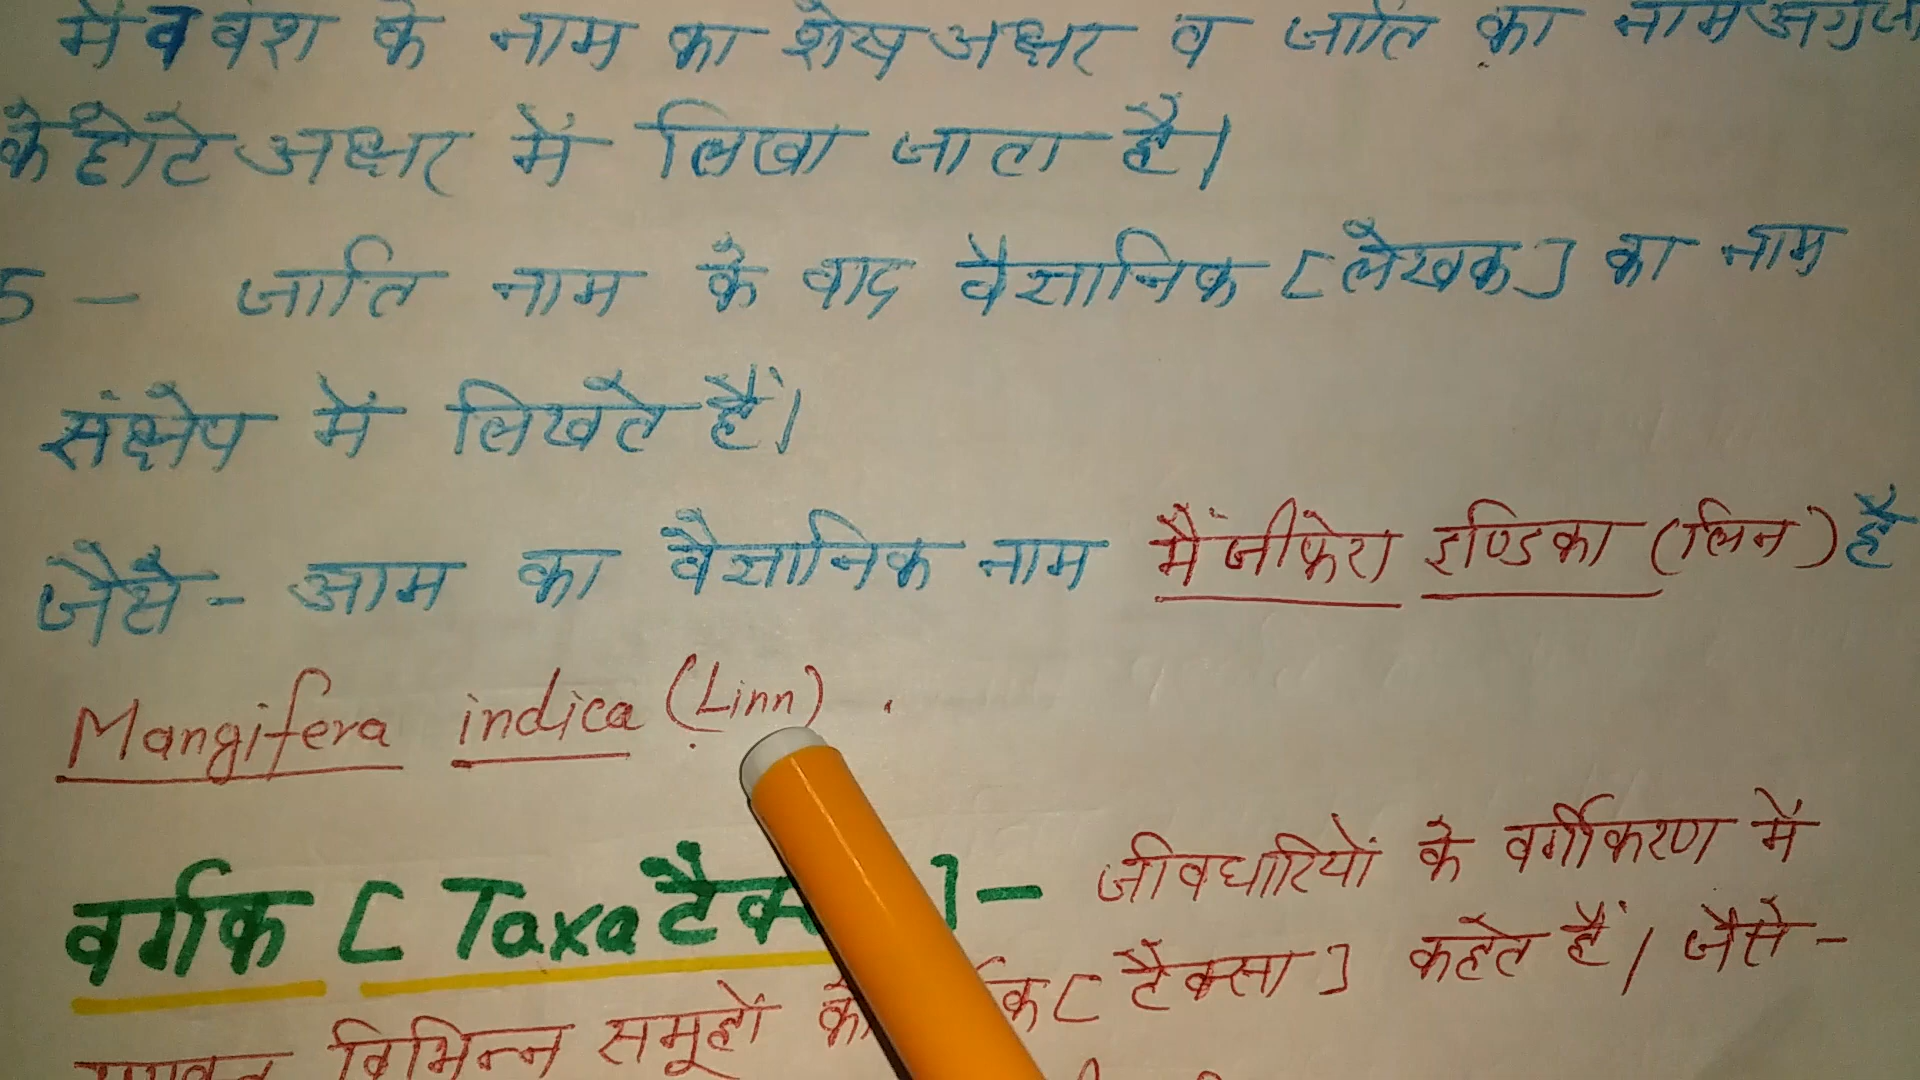 में व वंश के नाम का शेष अक्षर व जाति का नाम
के छोटे अक्षर में लिखा जाता है।
5 - जाति नाम के बाद वैज्ञानिक [लेखक] का नाम
संक्षेप में लिखते हैं।
जैसे - आम का वैज्ञानिक नाम मैंजीफेरा इण्डिका (लिन) है
Mangifera indica (Linn) .
वर्गक [ Taxa ] - जीवधारियों के वर्गीकरण में
विभिन्न समूहों [ टैक्सा ] कहते हैं। जैसे -